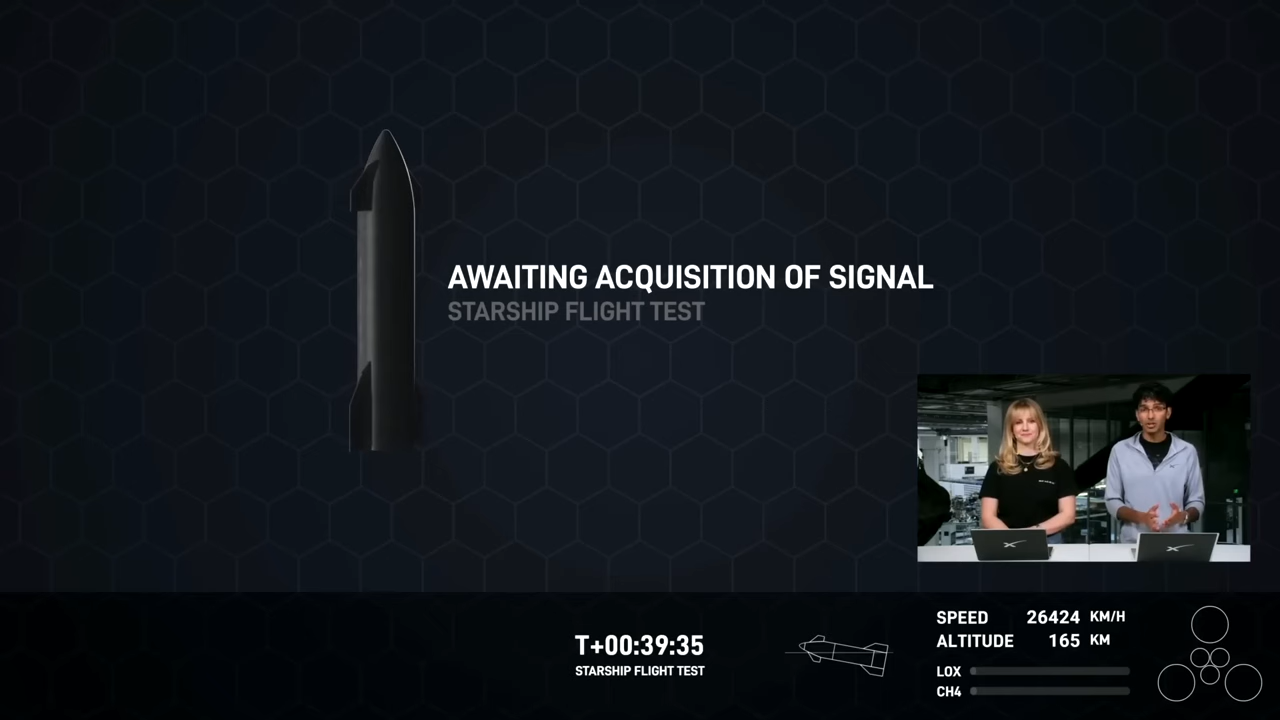 AWAITING ACQUISITION OF SIGNAL
STARSHIP FLIGHT TEST
SPEED 26424 KM/H
ALTITUDE 165 KM
T+00:39:35
STARSHIP FLIGHT TEST
LOX
CH4